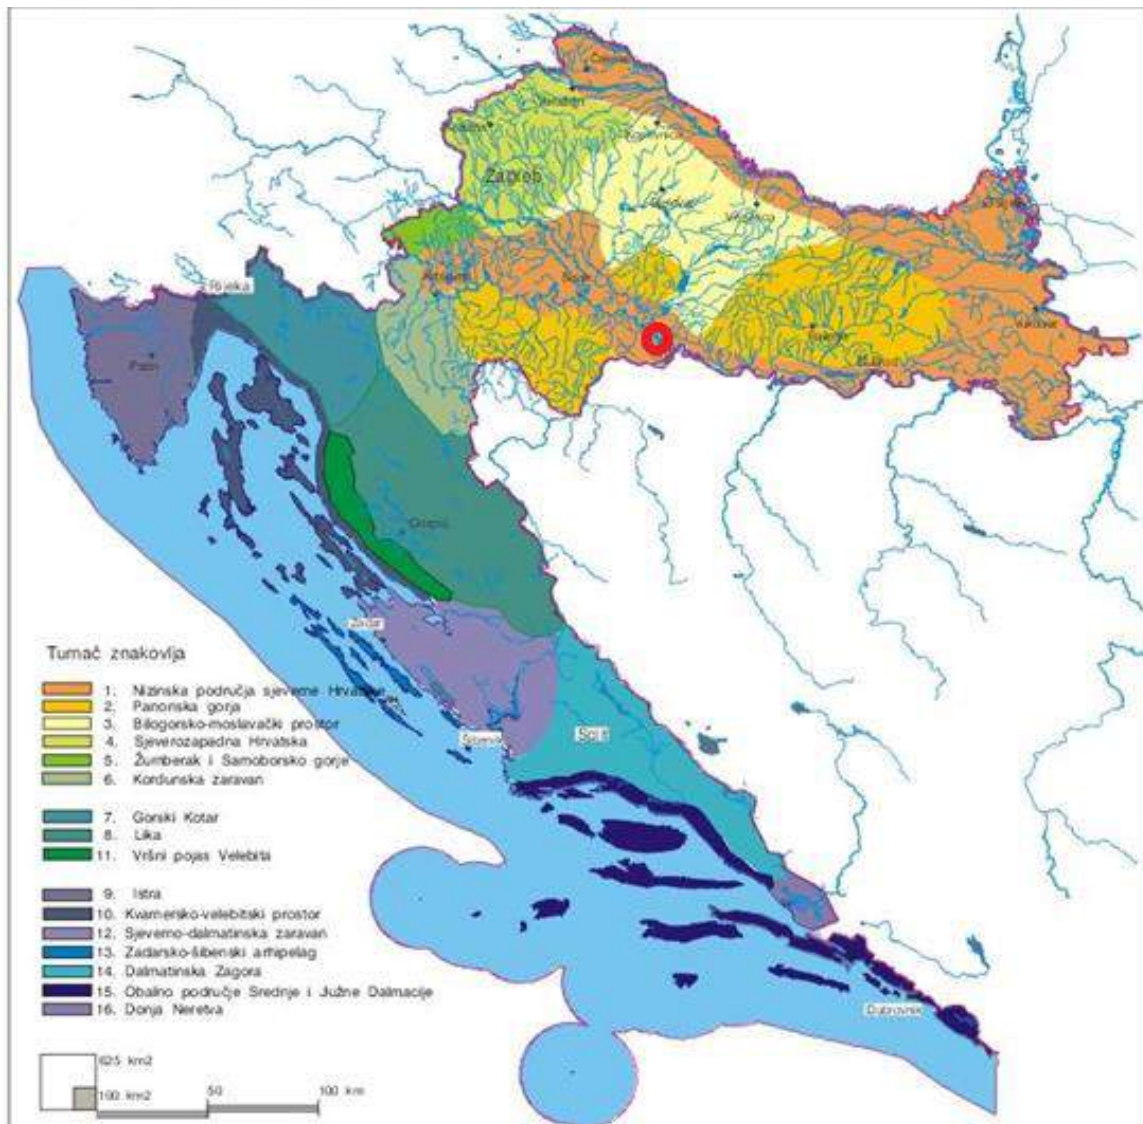 Zagreb
Rijeka
Pazin
Gospić
Zadar
Šibenik
Split
Dubrovnik
Vukovar
Tumač znakovlja
1. Nizinska područja sjeverne Hrvatske
2. Panonska gorja
3. Bilogorsko-moslavački prostor
4. Sjeverozapadna Hrvatska
5. Žumberak i Samoborsko gorje
6. Kordunska zaravan
7. Gorski Kotar
8. Lika
11. Vršni pojas Velebita
9. Istra
10. Kvarnersko-velebitski prostor
12. Sjeverno-dalmatinska zaravan
13. Zadarsko-šibenski arhipelag
14. Dalmatinska Zagora
15. Obalno područje Srednje i Južne Dalmacije
16. Donja Neretva
625 km2
100 km2
50
100 km